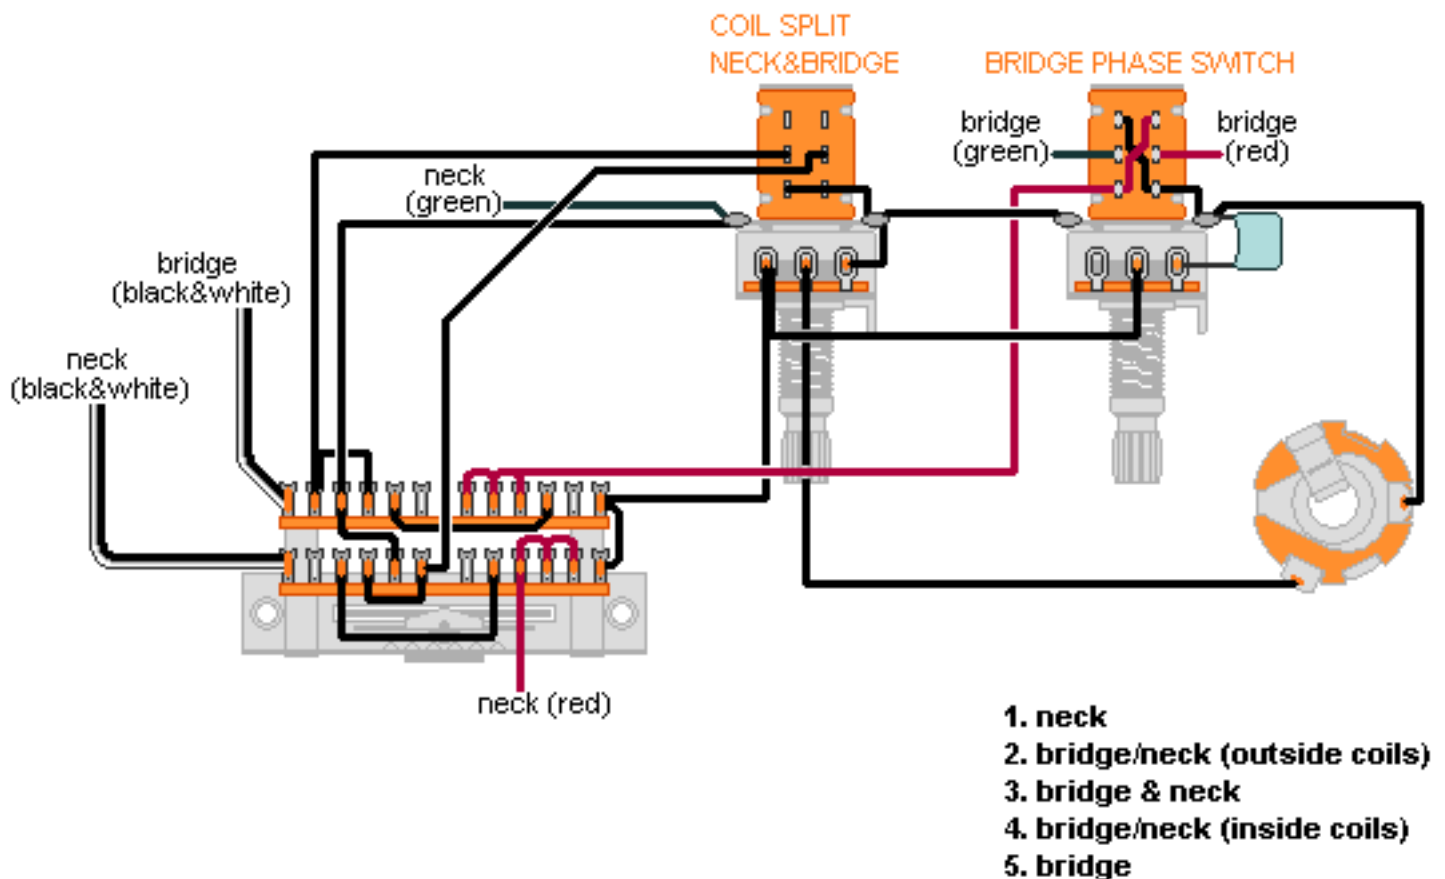 COIL SPLIT
NECK&BRIDGE
BRIDGE PHASE SWITCH
bridge
(green)
bridge
(red)
neck
(green)
bridge
(black&white)
neck
(black&white)
neck (red)
1. neck
2. bridge/neck (outside coils)
3. bridge & neck
4. bridge/neck (inside coils)
5. bridge